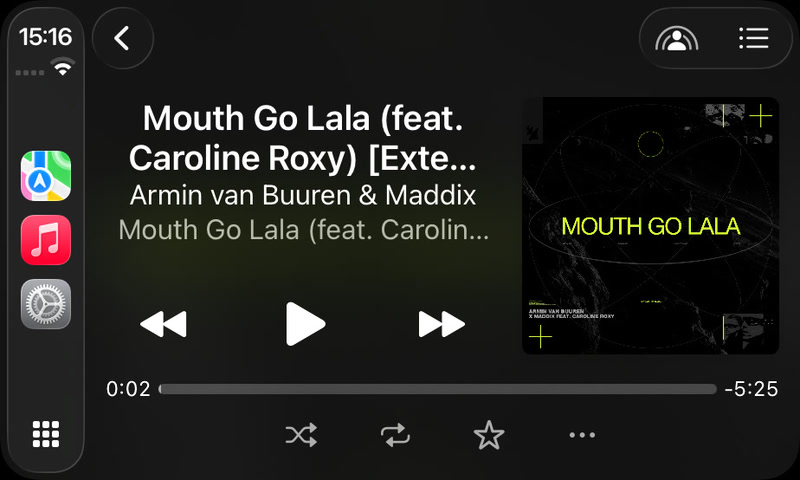 15:16
Mouth Go Lala (feat.
Caroline Roxy) [Exte...
Armin van Buuren & Maddix
Mouth Go Lala (feat. Carolin...
MOUTH GO LALA
ARMIN VAN BUUREN
X MADDIX FEAT. CAROLINE ROXY
0:02
-5:25